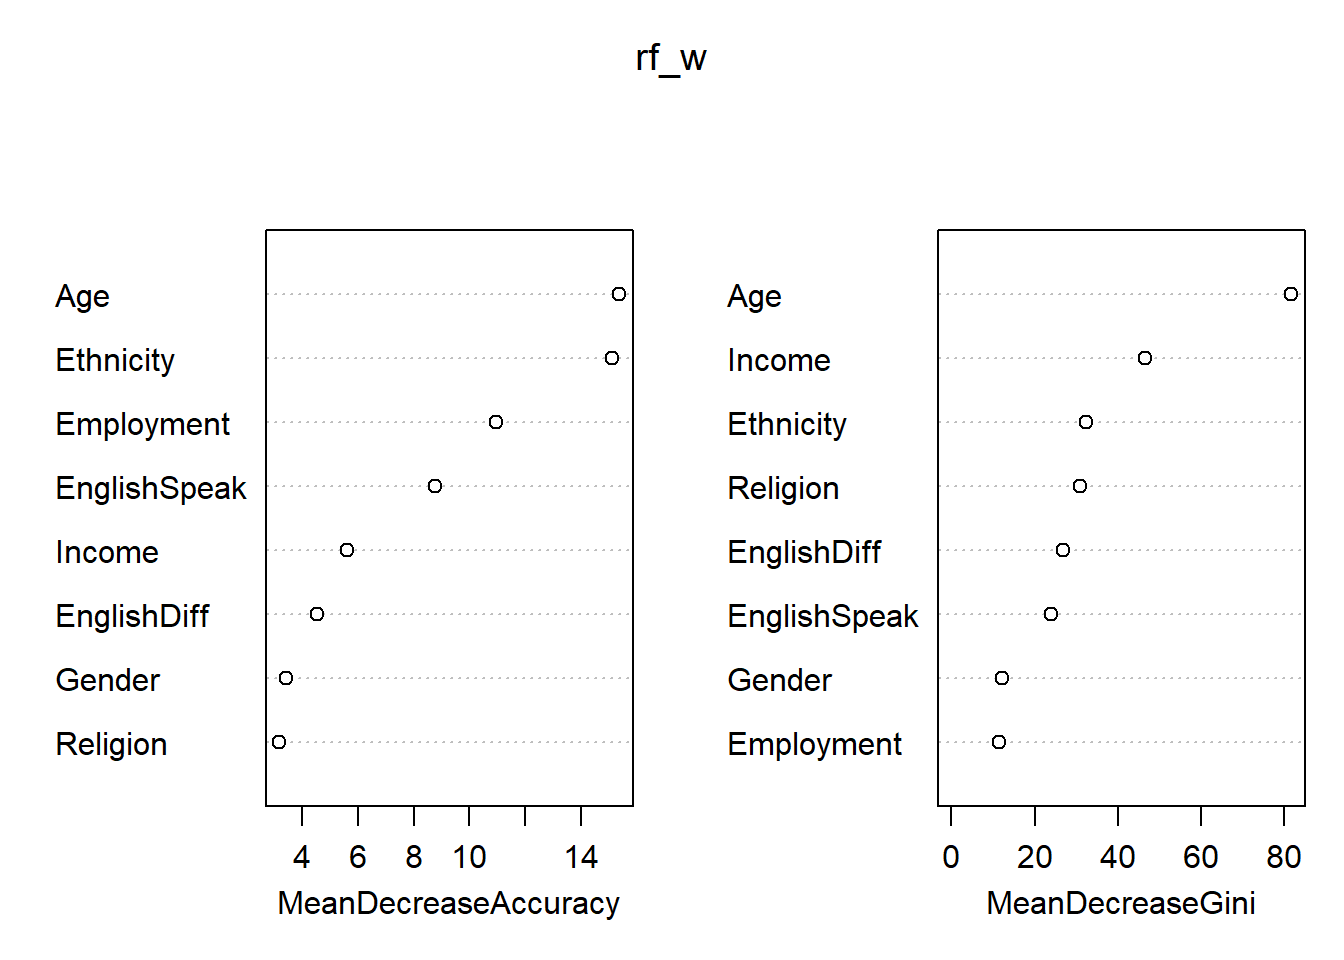 rf_w
Age
Ethnicity
Employment
EnglishSpeak
Income
EnglishDiff
Gender
Religion
4 6 8 10 14
MeanDecreaseAccuracy
Age
Income
Ethnicity
Religion
EnglishDiff
EnglishSpeak
Gender
Employment
0 20 40 60 80
MeanDecreaseGini